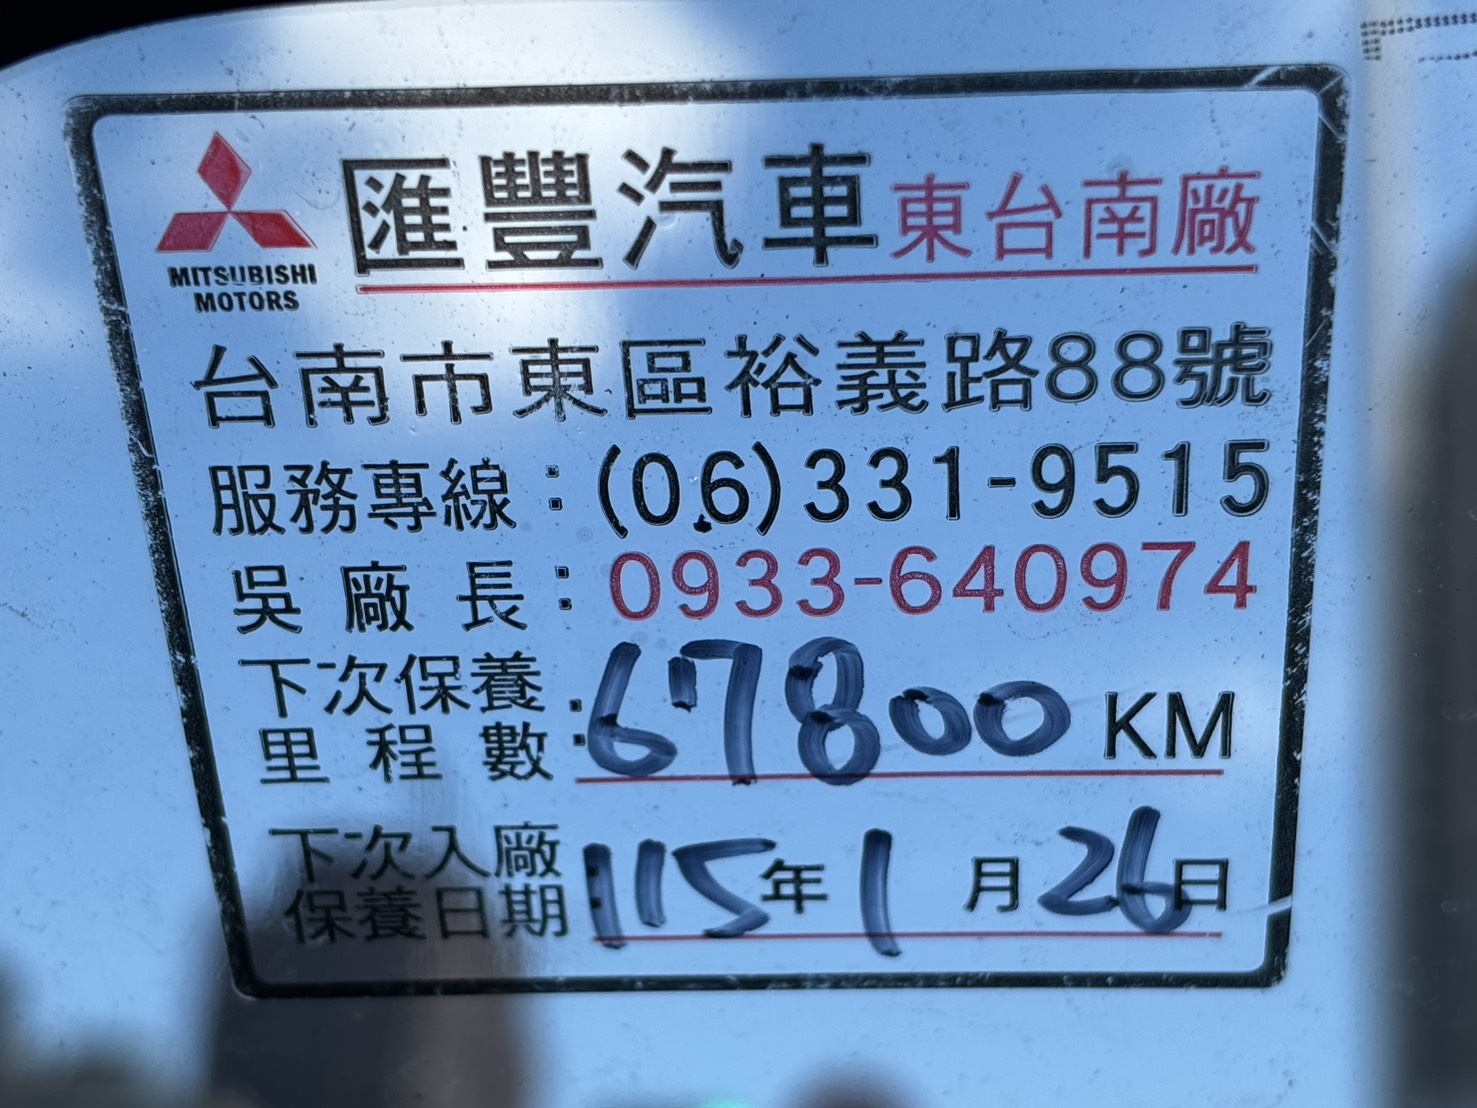 匯豐汽車 東台南廠
MITSUBISHI
MOTORS
台南市東區裕義路88號
服務專線：(06)331-9515
吳廠長：0933-640974
下次保養
里程數：67800KM
下次入廠
保養日期：115年1月26日